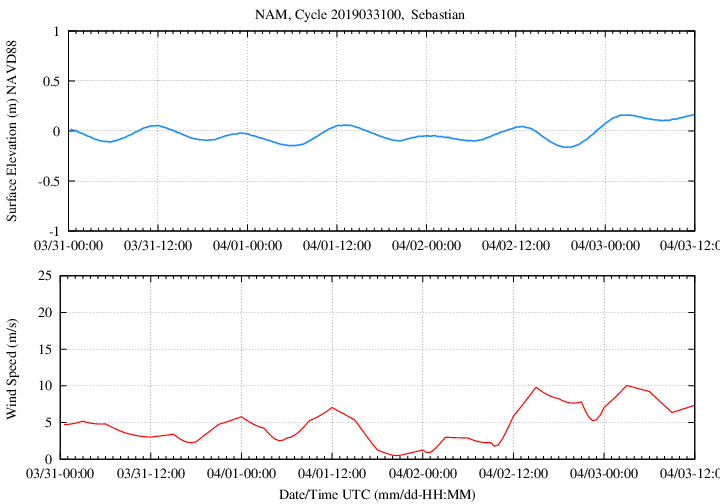 NAM, Cycle 2019033100,  Sebastian
Surface Elevation (m) NAVD88
1
0.5
0
-0.5
-1
03/31-00:00 03/31-12:00 04/01-00:00 04/01-12:00 04/02-00:00 04/02-12:00 04/03-00:00 04/03-12:0
Wind Speed (m/s)
25
20
15
10
5
0
03/31-00:00 03/31-12:00 04/01-00:00 04/01-12:00 04/02-00:00 04/02-12:00 04/03-00:00 04/03-12:0
Date/Time UTC (mm/dd-HH:MM)